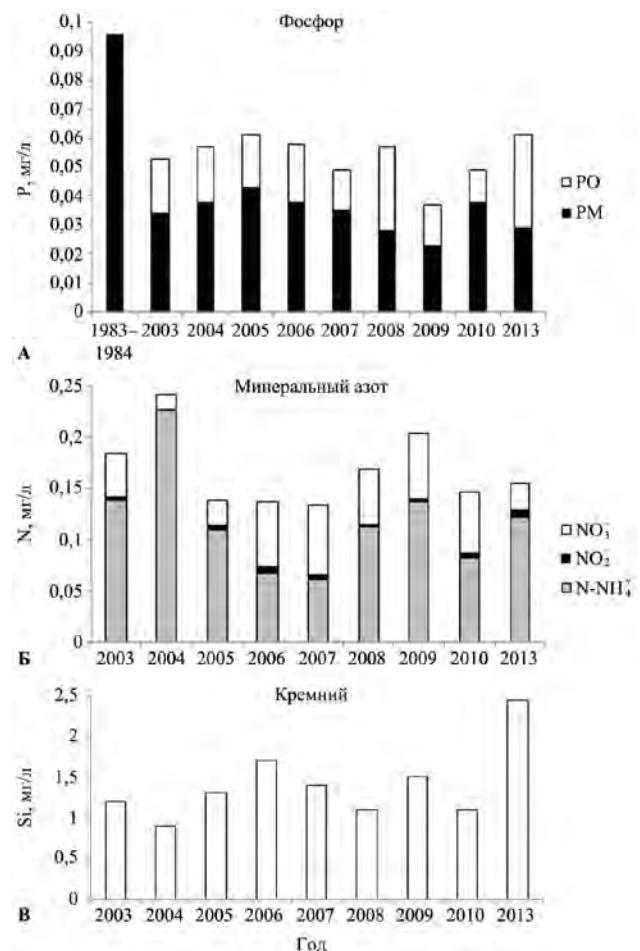 Фосфор
0,1
0,09
0,08
0,07
0,06
0,05
0,04
0,03
0,02
0,01
0
P, мг/л
PO
PM
1983– 2003 2004 2005 2006 2007 2008 2009 2010 2013
1984
А
Минеральный азот
0,25
0,2
0,15
0,1
0,05
0
N, мг/л
NO₃⁻
NO₂⁻
N-NH₄⁺
2003 2004 2005 2006 2007 2008 2009 2010 2013
Б
Кремний
2,5
2
1,5
1
0,5
0
Si, мг/л
2003 2004 2005 2006 2007 2008 2009 2010 2013
В
Год